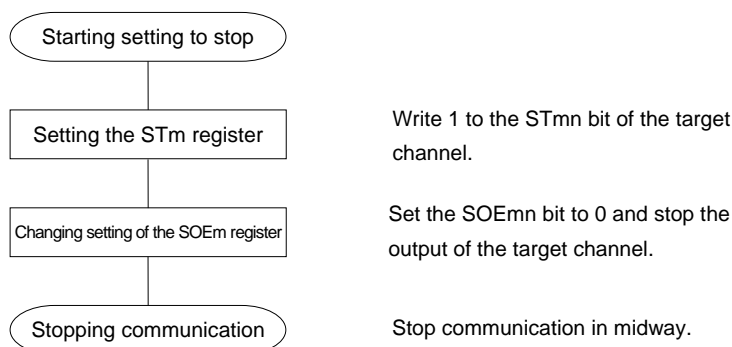 Starting setting to stop
Setting the STm register
Write 1 to the STmn bit of the target
channel.
Changing setting of the SOEm register
Set the SOEmn bit to 0 and stop the
output of the target channel.
Stopping communication
Stop communication in midway.